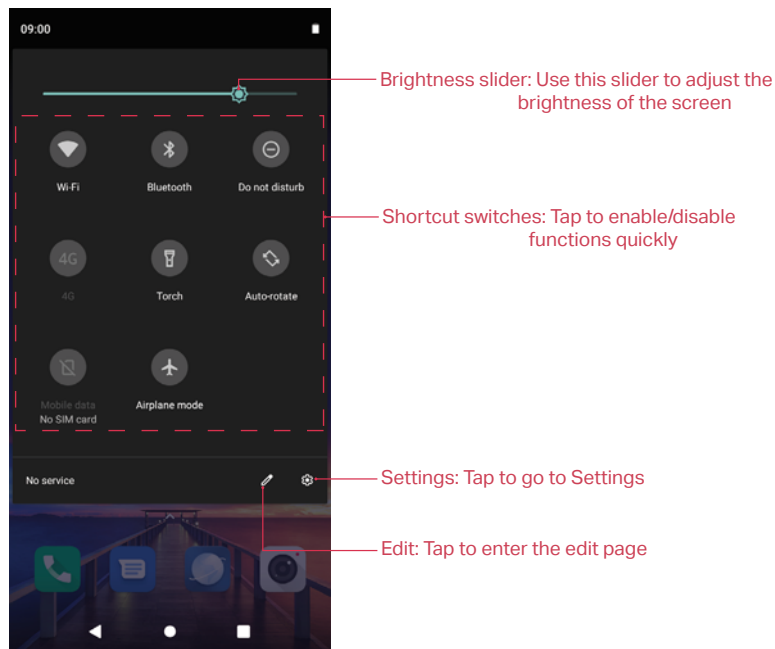 09:00
Brightness slider: Use this slider to adjust the
brightness of the screen
Wi-Fi
Bluetooth
Do not disturb
Shortcut switches: Tap to enable/disable
functions quickly
4G
4G
Torch
Auto-rotate
Mobile data
No SIM card
Airplane mode
No service
Settings: Tap to go to Settings
Edit: Tap to enter the edit page